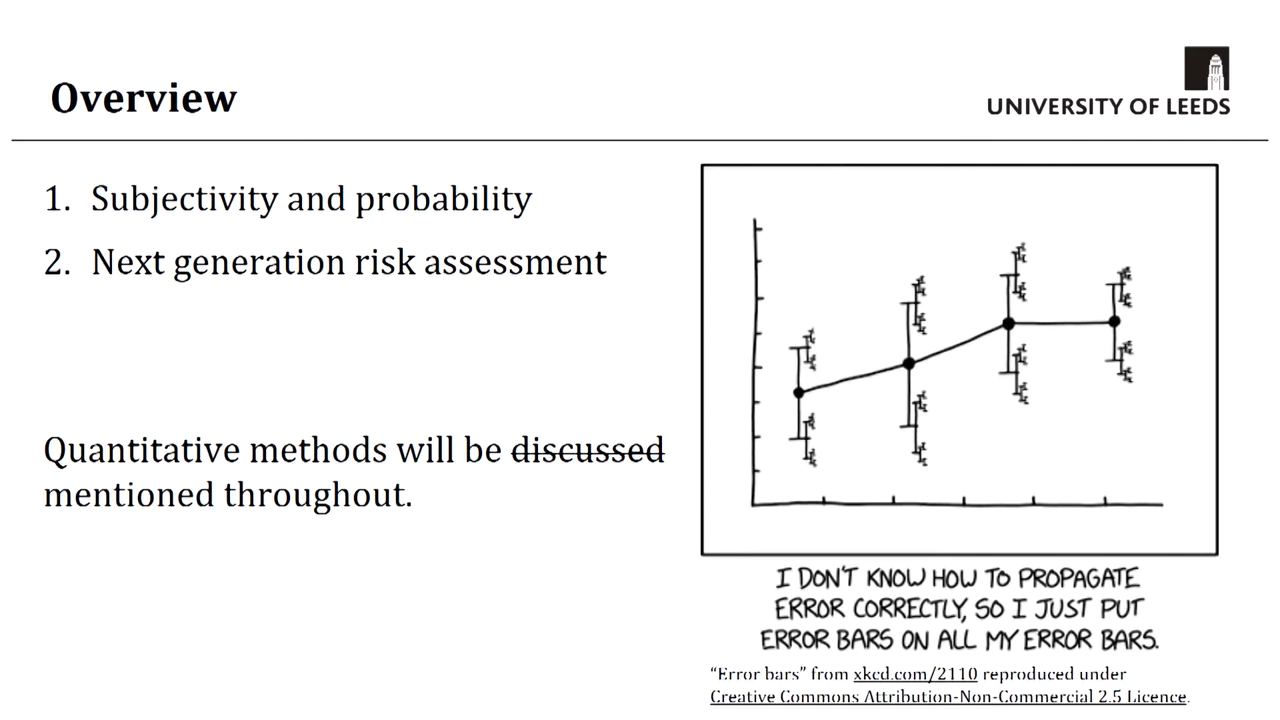 Overview
UNIVERSITY OF LEEDS
1. Subjectivity and probability
2. Next generation risk assessment
Quantitative methods will be discussed
mentioned throughout.
I DON'T KNOW HOW TO PROPAGATE
ERROR CORRECTLY, SO I JUST PUT
ERROR BARS ON ALL MY ERROR BARS.
“Error bars” from xkcd.com/2110 reproduced under
Creative Commons Attribution-Non-Commercial 2.5 Licence.